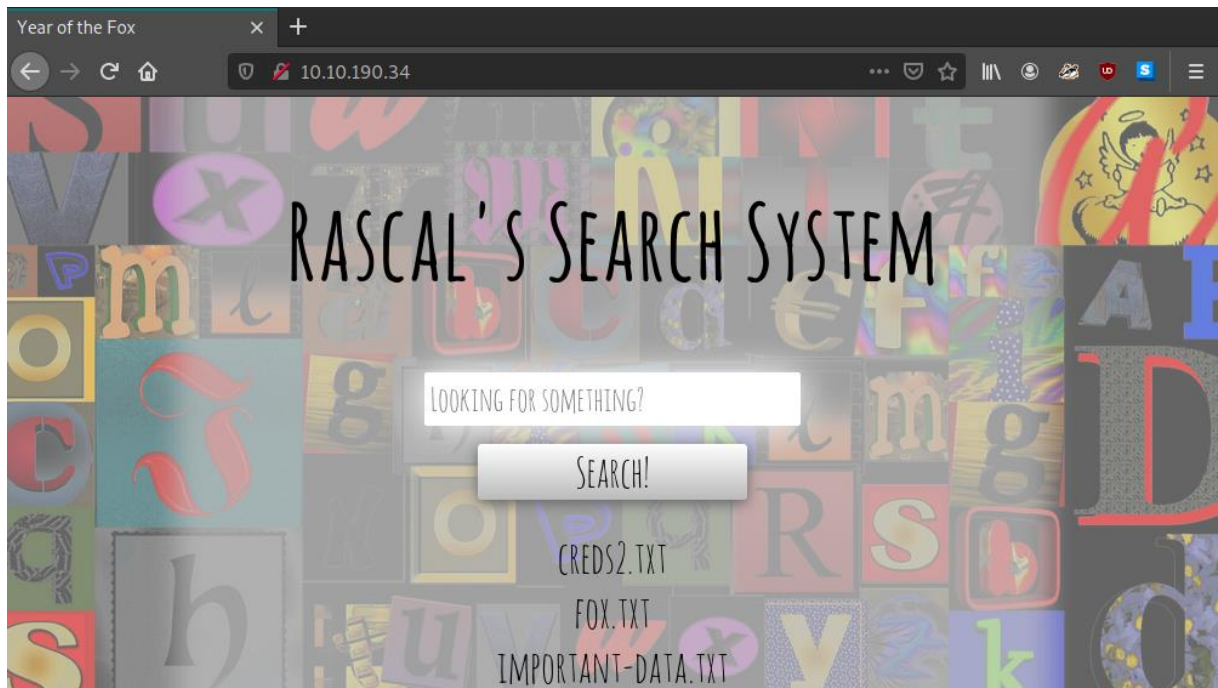 Year of the Fox
10.10.190.34
Rascal's Search System
Looking for something?
Search!
creds2.txt
fox.txt
important-data.txt